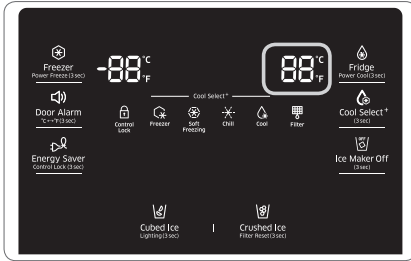 Freezer
Power Freeze (3 sec)
-88 °C °F
88 °C °F
Fridge
Power Cool (3 sec)
Cool Select+
Door Alarm
°C↔°F (3 sec)
Control
Lock
Freezer
Soft
Freezing
Chill
Cool
Filter
Cool Select+
(3 sec)
Energy Saver
Control Lock (3 sec)
OFF
Ice Maker Off
(3 sec)
Cubed Ice
Lighting (3 sec)
Crushed Ice
Filter Reset (3 sec)